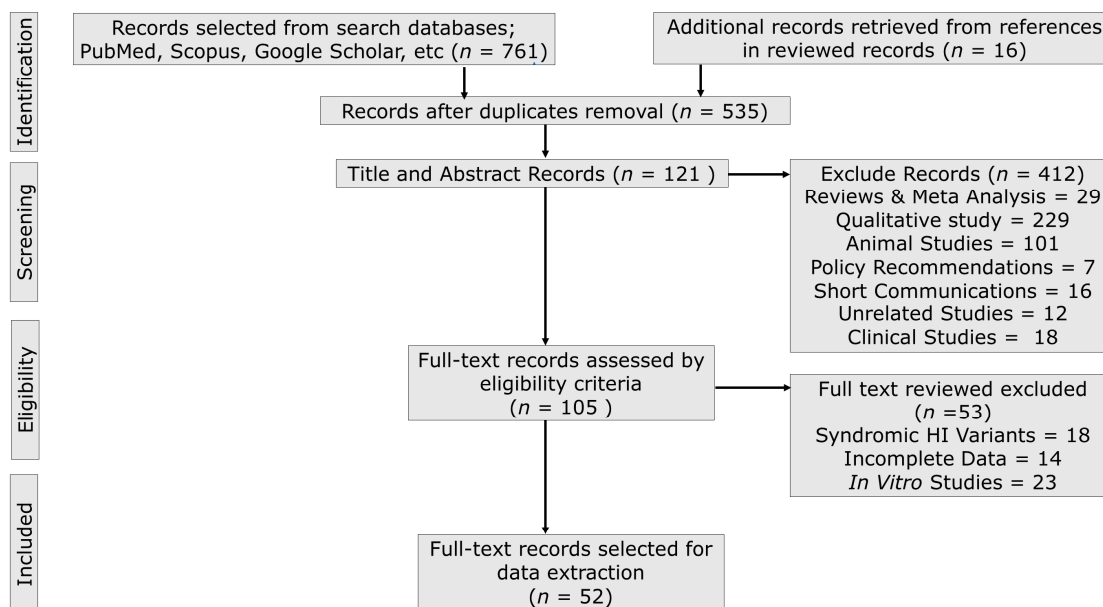 Identification
Records selected from search databases;
PubMed, Scopus, Google Scholar, etc (n = 761)
Additional records retrieved from references
in reviewed records (n = 16)
Records after duplicates removal (n = 535)
Screening
Title and Abstract Records (n = 121 )
Exclude Records (n = 412)
Reviews & Meta Analysis = 29
Qualitative study = 229
Animal Studies = 101
Policy Recommendations = 7
Short Communications = 16
Unrelated Studies = 12
Clinical Studies = 18
Eligibility
Full-text records assessed by
eligibility criteria
(n = 105 )
Full text reviewed excluded
(n =53)
Syndromic HI Variants = 18
Incomplete Data = 14
In Vitro Studies = 23
Included
Full-text records selected for
data extraction
(n = 52)